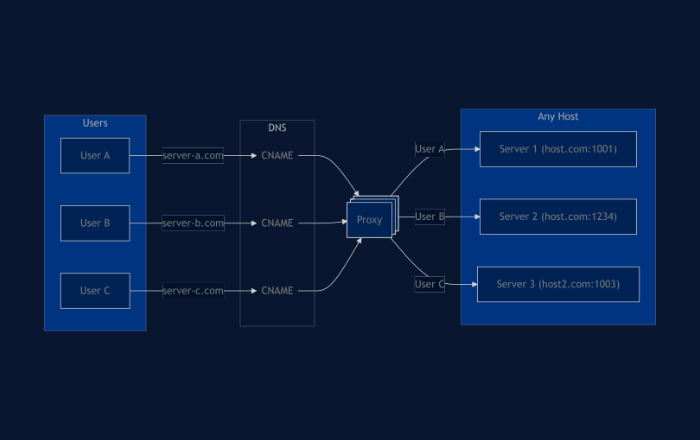 Users
User A
User B
User C
server-a.com
server-b.com
server-c.com
DNS
CNAME
CNAME
CNAME
Proxy
User A
User B
User C
Any Host
Server 1 (host.com:1001)
Server 2 (host.com:1234)
Server 3 (host2.com:1003)